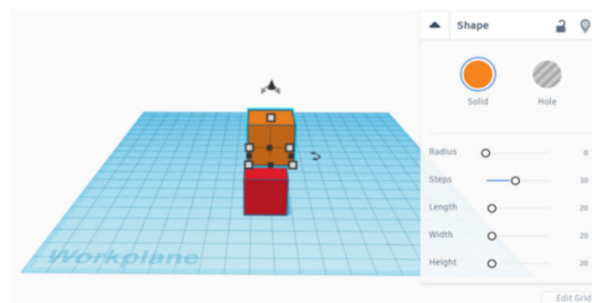 Shape
Solid
Hole
Radius 0
Steps 10
Length 20
Width 20
Height 20
Workplane
Edit Grid